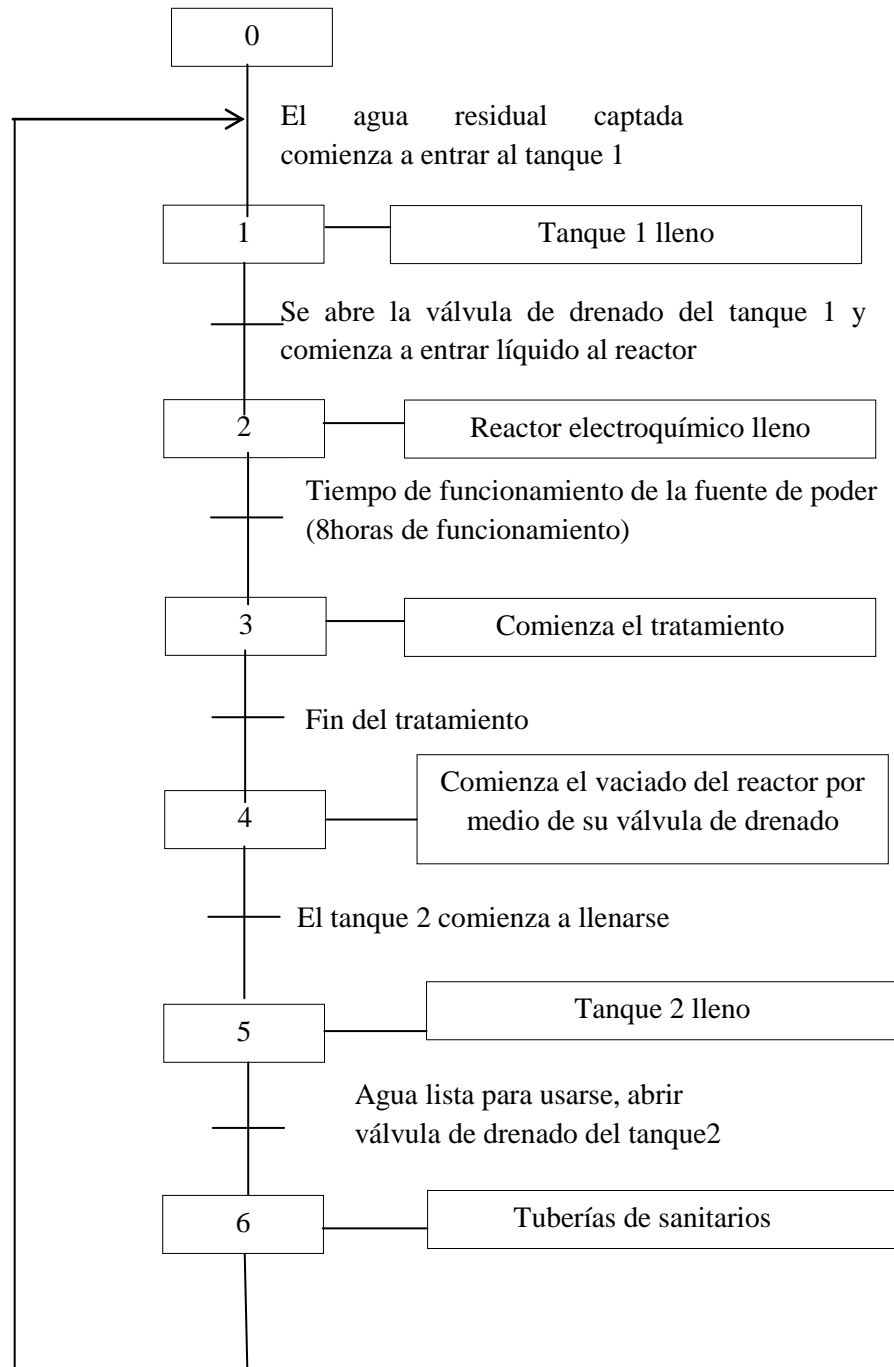 0
El agua residual captada
comienza a entrar al tanque 1
1
Tanque 1 lleno
Se abre la válvula de drenado del tanque 1 y
comienza a entrar líquido al reactor
2
Reactor electroquímico lleno
Tiempo de funcionamiento de la fuente de poder
(8horas de funcionamiento)
3
Comienza el tratamiento
Fin del tratamiento
4
Comienza el vaciado del reactor por
medio de su válvula de drenado
El tanque 2 comienza a llenarse
5
Tanque 2 lleno
Agua lista para usarse, abrir
válvula de drenado del tanque2
6
Tuberías de sanitarios